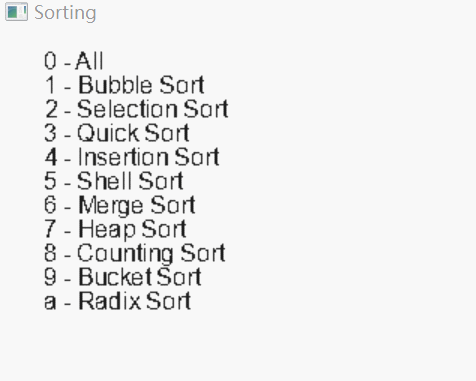 Sorting
0 - All
1 - Bubble Sort
2 - Selection Sort
3 - Quick Sort
4 - Insertion Sort
5 - Shell Sort
6 - Merge Sort
7 - Heap Sort
8 - Counting Sort
9 - Bucket Sort
a - Radix Sort